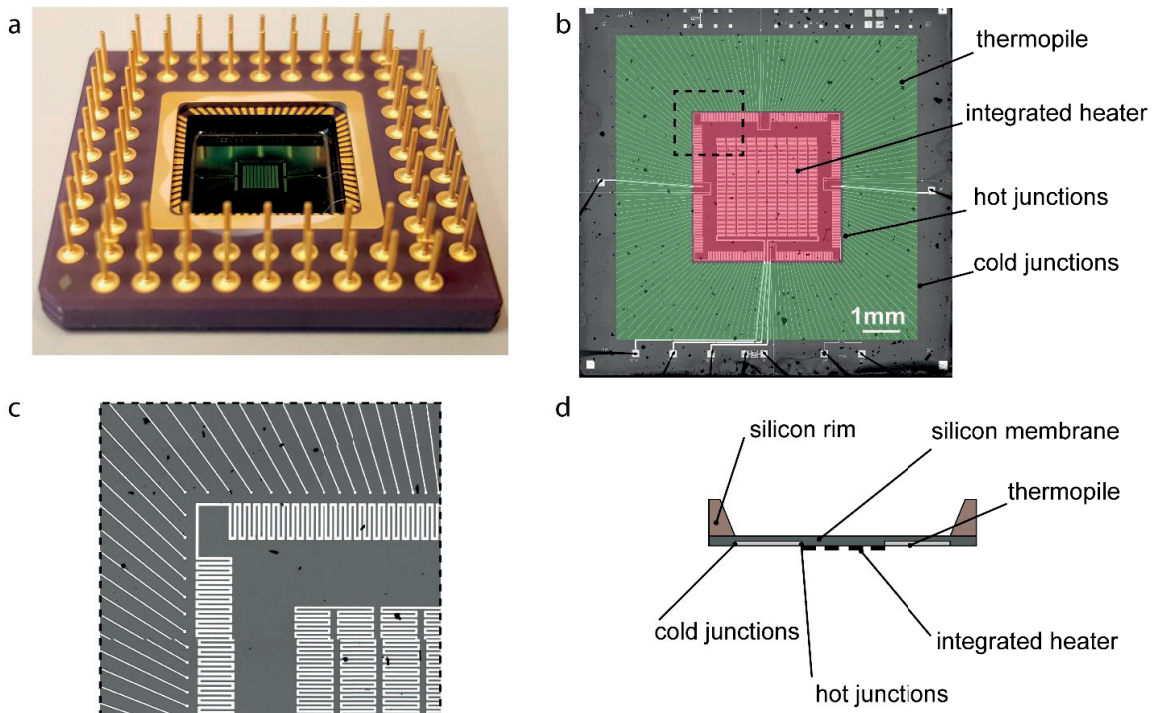 a
b
thermopile
integrated heater
hot junctions
cold junctions
1mm
c
d
silicon rim
silicon membrane
thermopile
cold junctions
integrated heater
hot junctions